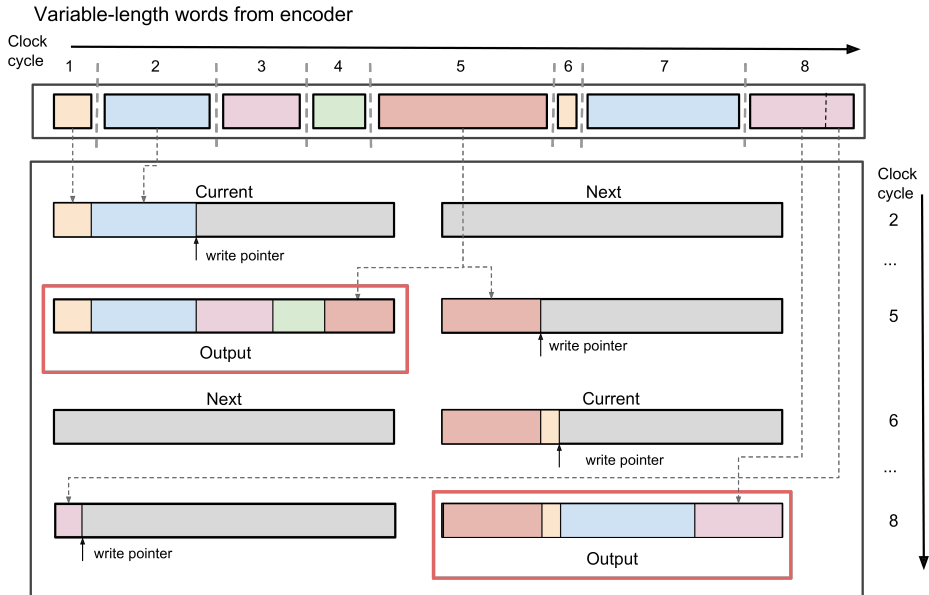 Variable-length words from encoder
Clock
cycle
1 2 3 4 5 6 7 8
Current
Next
Clock
cycle
2
write pointer
...
5
write pointer
Output
Next
Current
6
write pointer
...
8
write pointer
Output